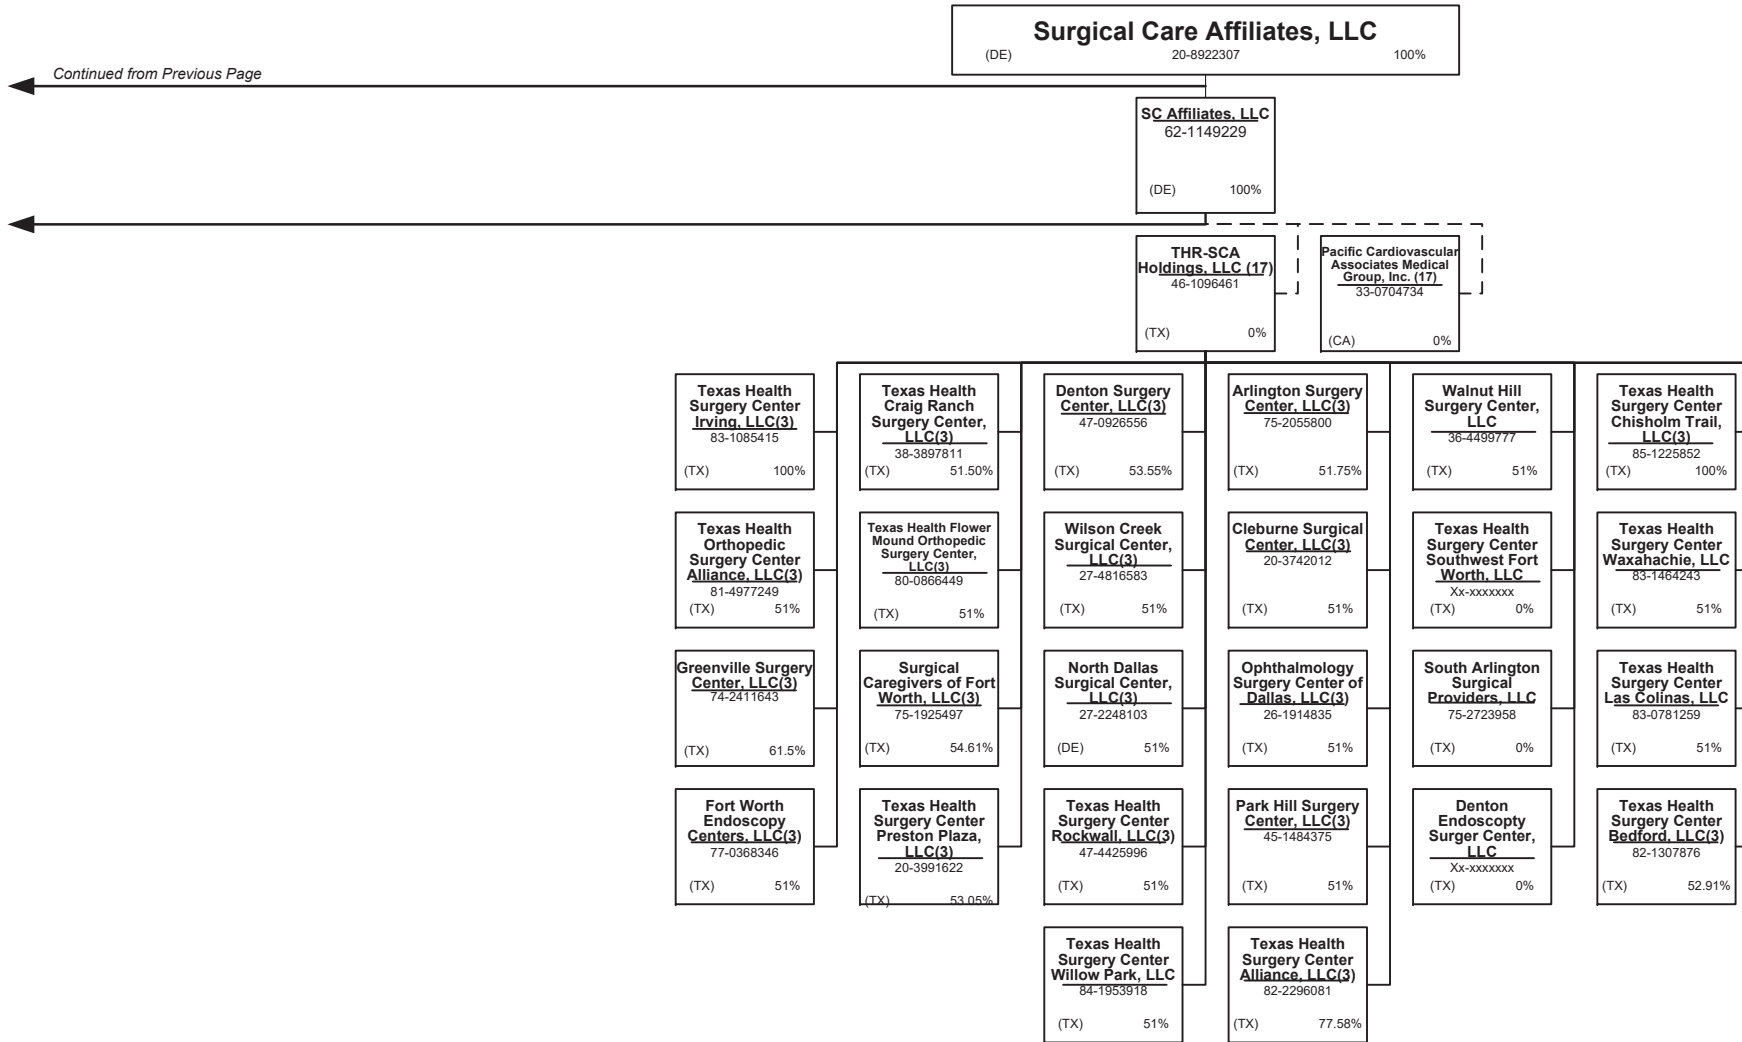 Surgical Care Affiliates, LLC
(DE) 20-8922307 100%
Continued from Previous Page
SC Affiliates, LLC
62-1149229
(DE) 100%
THR-SCA
Holdings, LLC (17)
46-1096461
(TX) 0%
Pacific Cardiovascular
Associates Medical
Group, Inc. (17)
33-0704734
(CA) 0%
Texas Health
Surgery Center
Irving, LLC(3)
83-1085415
(TX) 100%
Texas Health
Craig Ranch
Surgery Center,
LLC(3)
38-3897811
(TX) 51.50%
Denton Surgery
Center, LLC(3)
47-0926556
(TX) 53.55%
Arlington Surgery
Center, LLC(3)
75-2055800
(TX) 51.75%
Walnut Hill
Surgery Center,
LLC
36-4499777
(TX) 51%
Texas Health
Surgery Center
Chisholm Trail,
LLC(3)
85-1225852
(TX) 100%
Texas Health
Orthopedic
Surgery Center
Alliance, LLC(3)
81-4977249
(TX) 51%
Texas Health Flower
Mound Orthopedic
Surgery Center,
LLC(3)
80-0866449
(TX) 51%
Wilson Creek
Surgical Center,
LLC(3)
27-4816583
(TX) 51%
Cleburne Surgical
Center, LLC(3)
20-3742012
(TX) 51%
Texas Health
Surgery Center
Southwest Fort
Worth, LLC
Xx-xxxxxxx
(TX) 0%
Texas Health
Surgery Center
Waxahachie, LLC
83-1464243
(TX) 51%
Greenville Surgery
Center, LLC(3)
74-2411643
(TX) 61.5%
Surgical
Caregivers of Fort
Worth, LLC(3)
75-1925497
(TX) 54.61%
North Dallas
Surgical Center,
LLC(3)
27-2248103
(DE) 51%
Ophthalmology
Surgery Center of
Dallas, LLC(3)
26-1914835
(TX) 51%
South Arlington
Surgical
Providers, LLC
75-2723958
(TX) 0%
Texas Health
Surgery Center
Las Colinas, LLC
83-0781259
(TX) 51%
Fort Worth
Endoscopy
Centers, LLC(3)
77-0368346
(TX) 51%
Texas Health
Surgery Center
Preston Plaza,
LLC(3)
20-3991622
(TX) 53.05%
Texas Health
Surgery Center
Rockwall, LLC(3)
47-4425996
(TX) 51%
Park Hill Surgery
Center, LLC(3)
45-1484375
(TX) 51%
Denton
Endoscopty
Surger Center,
LLC
Xx-xxxxxxx
(TX) 0%
Texas Health
Surgery Center
Bedford, LLC(3)
82-1307876
(TX) 52.91%
Texas Health
Surgery Center
Willow Park, LLC
84-1953918
(TX) 51%
Texas Health
Surgery Center
Alliance, LLC(3)
82-2296081
(TX) 77.58%